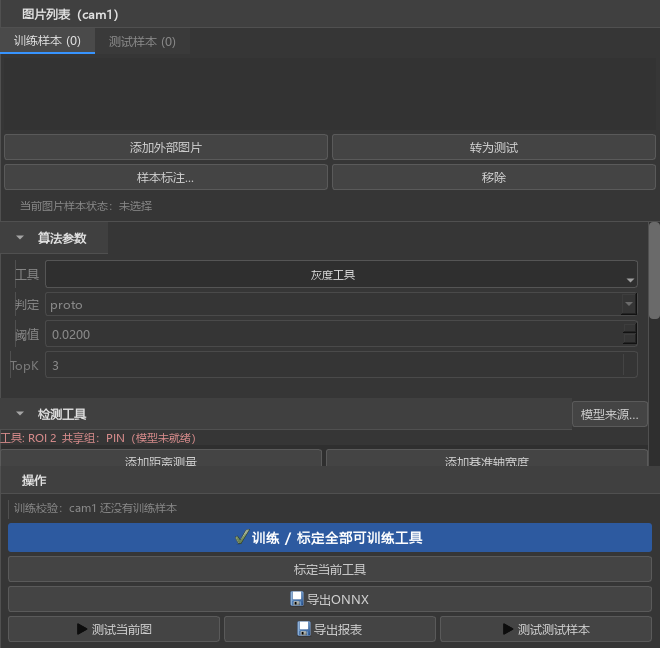 图片列表（cam1）
训练样本 (0) 测试样本 (0)
添加外部图片 转为测试
样本标注... 移除
当前图片样本状态：未选择
算法参数
工具 灰度工具
判定 proto
阈值 0.0200
TopK 3
检测工具 模型来源...
工具: ROI 2 共享组：PIN（模型未就绪）
添加距离测量 添加基准轴宽度
操作
训练校验：cam1 还没有训练样本
训练 / 标定全部可训练工具
标定当前工具
导出ONNX
测试当前图 导出报表 测试测试样本